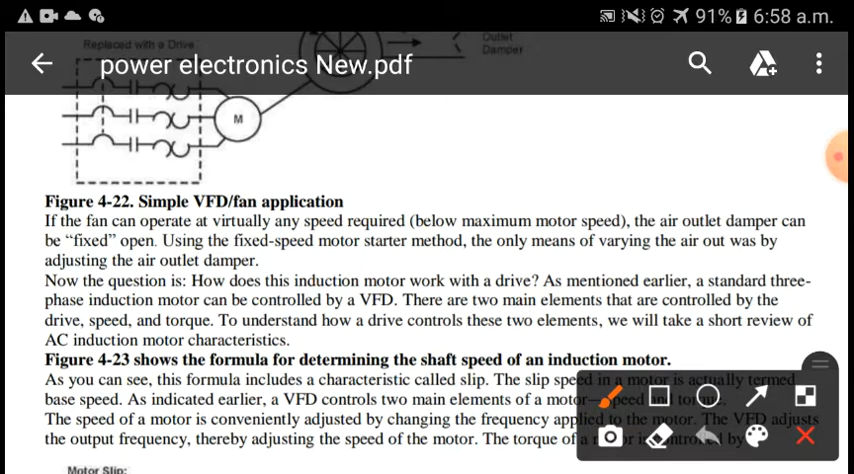 91% 6:58 a.m.
Replaced with a Drive
Outlet
Damper
power electronics New.pdf
M
Figure 4-22. Simple VFD/fan application
If the fan can operate at virtually any speed required (below maximum motor speed), the air outlet damper can
be “fixed” open. Using the fixed-speed motor starter method, the only means of varying the air out was by
adjusting the air outlet damper.
Now the question is: How does this induction motor work with a drive? As mentioned earlier, a standard three-
phase induction motor can be controlled by a VFD. There are two main elements that are controlled by the
drive, speed, and torque. To understand how a drive controls these two elements, we will take a short review of
AC induction motor characteristics.
Figure 4-23 shows the formula for determining the shaft speed of an induction motor.
As you can see, this formula includes a characteristic called slip. The slip speed in a motor is actually termed
base speed. As indicated earlier, a VFD controls two main elements of a motor—speed and torque.
The speed of a motor is conveniently adjusted by changing the frequency applied to the motor. The VFD adjusts
the output frequency, thereby adjusting the speed of the motor. The torque of a by
Motor Slip: